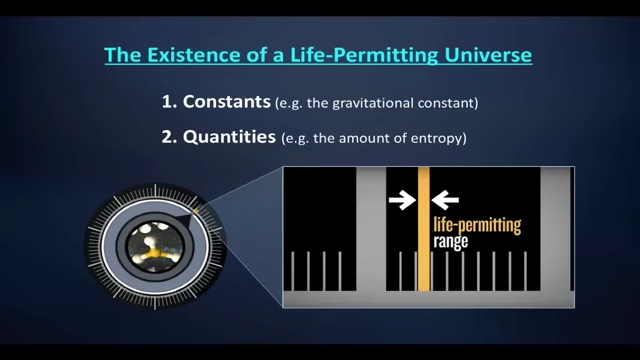 The Existence of a Life-Permitting Universe
1. Constants (e.g. the gravitational constant)
2. Quantities (e.g. the amount of entropy)
life-permitting
range